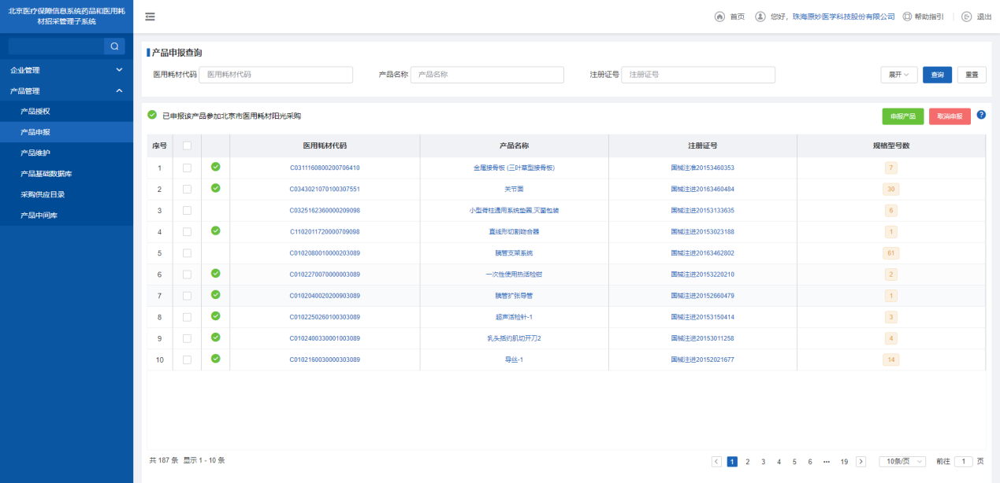 北京医疗保障信息系统药品和医用耗
材招采管理子系统
首页 您好，珠海原妙医学科技股份有限公司 帮助指引 退出
企业管理
产品管理
产品授权
产品申报
产品维护
产品基础数据库
采购供应目录
产品中间库
产品申报查询
医用耗材代码 医用耗材代码 产品名称 产品名称 注册证号 注册证号 展开 查询 重置
已申报该产品参加北京市医用耗材阳光采购 申报产品 取消申报 ?
序号 医用耗材代码 产品名称 注册证号 规格型号数
1 C0311160800200706410 金属接骨板 (三叶草型接骨板) 国械注准20153460353 7
2 C0343021070100307551 关节面 国械注进20163460484 30
3 C0325162360000209098 小型脊柱通用系统垫圈,灭菌包装 国械注进20153133635 6
4 C1102011720000709098 直线形切割吻合器 国械注进20153023188 1
5 C0102080010000203089 胰管支架系统 国械注进20163462802 61
6 C0102270070000003089 一次性使用热活检钳 国械注进20153220210 2
7 C0102040020200903089 胰管扩张导管 国械注进20152660479 1
8 C0102250260100303089 超声活检针-1 国械注进20153150414 3
9 C0102400330001003089 乳头括约肌切开刀2 国械注进20153011258 4
10 C0102160030000303089 导丝-1 国械注进20152021677 14
共 187 条 显示 1 - 10 条 1 2 3 4 5 6 ••• 19 10条/页 前往 1 页